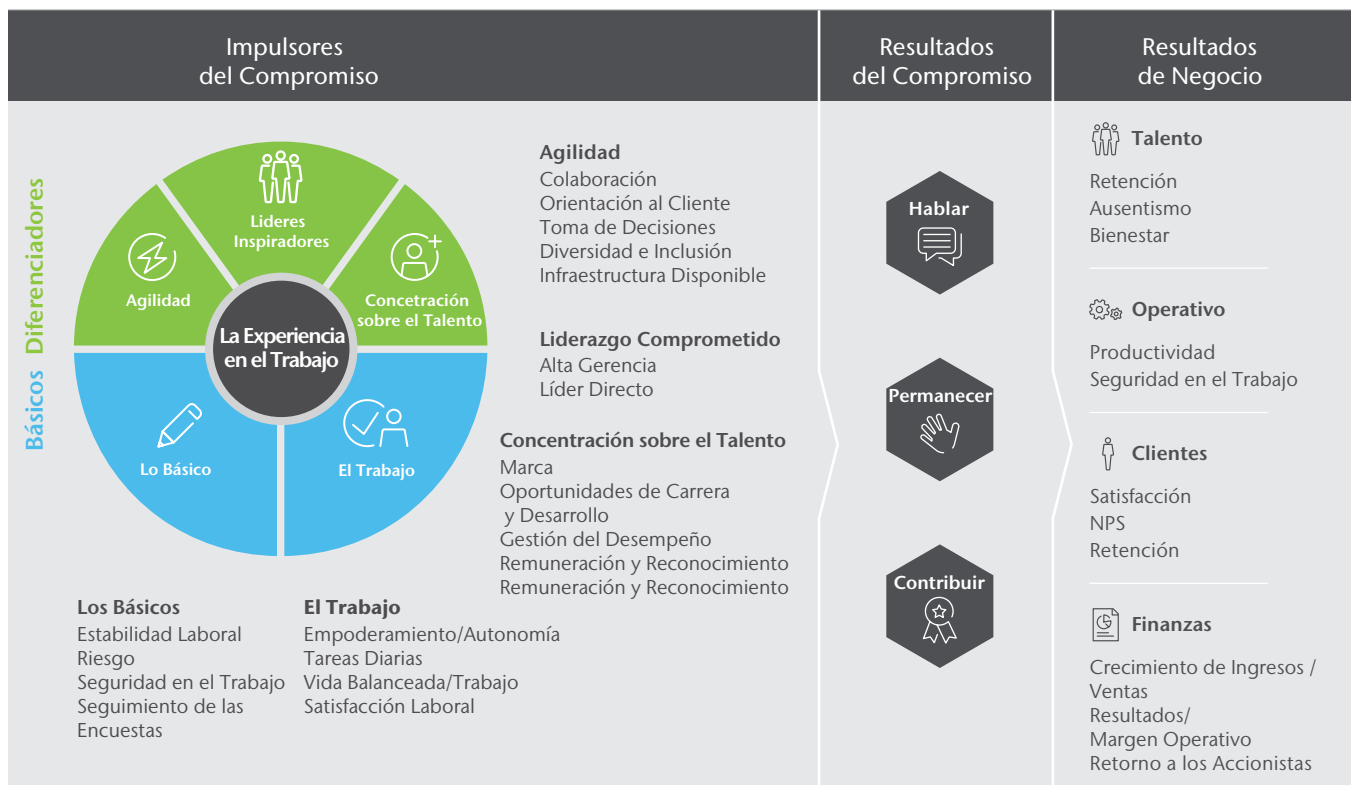 Impulsores
del Compromiso
Resultados
del Compromiso
Resultados
de Negocio
Diferenciadores
Básicos
Lideres
Inspiradores
Agilidad
Concetración
sobre el Talento
La Experiencia
en el Trabajo
Lo Básico
El Trabajo
Agilidad
Colaboración
Orientación al Cliente
Toma de Decisiones
Diversidad e Inclusión
Infraestructura Disponible
Liderazgo Comprometido
Alta Gerencia
Líder Directo
Concentración sobre el Talento
Marca
Oportunidades de Carrera
y Desarrollo
Gestión del Desempeño
Remuneración y Reconocimiento
Remuneración y Reconocimiento
Los Básicos
Estabilidad Laboral
Riesgo
Seguridad en el Trabajo
Seguimiento de las
Encuestas
El Trabajo
Empoderamiento/Autonomía
Tareas Diarias
Vida Balanceada/Trabajo
Satisfacción Laboral
Hablar
Permanecer
Contribuir
Talento
Retención
Ausentismo
Bienestar
Operativo
Productividad
Seguridad en el Trabajo
Clientes
Satisfacción
NPS
Retención
Finanzas
Crecimiento de Ingresos /
Ventas
Resultados/
Margen Operativo
Retorno a los Accionistas